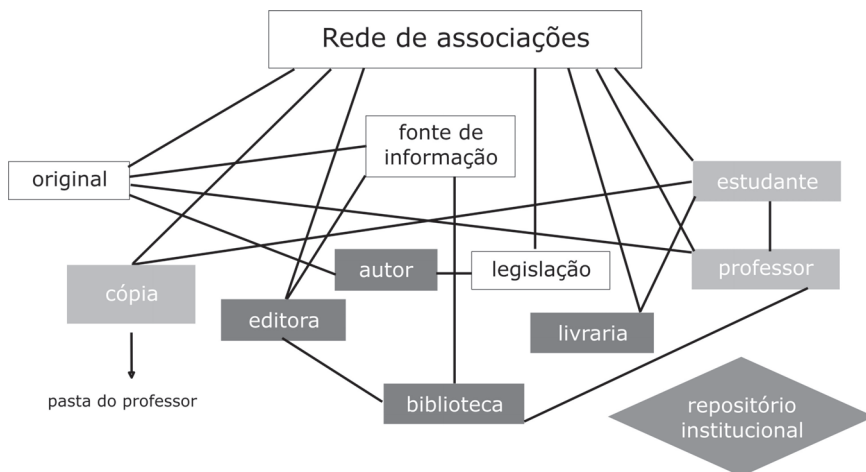 Rede de associações
fonte de
informação
original
estudante
autor
legislação
professor
cópia
editora
livraria
pasta do professor
biblioteca
repositório
institucional